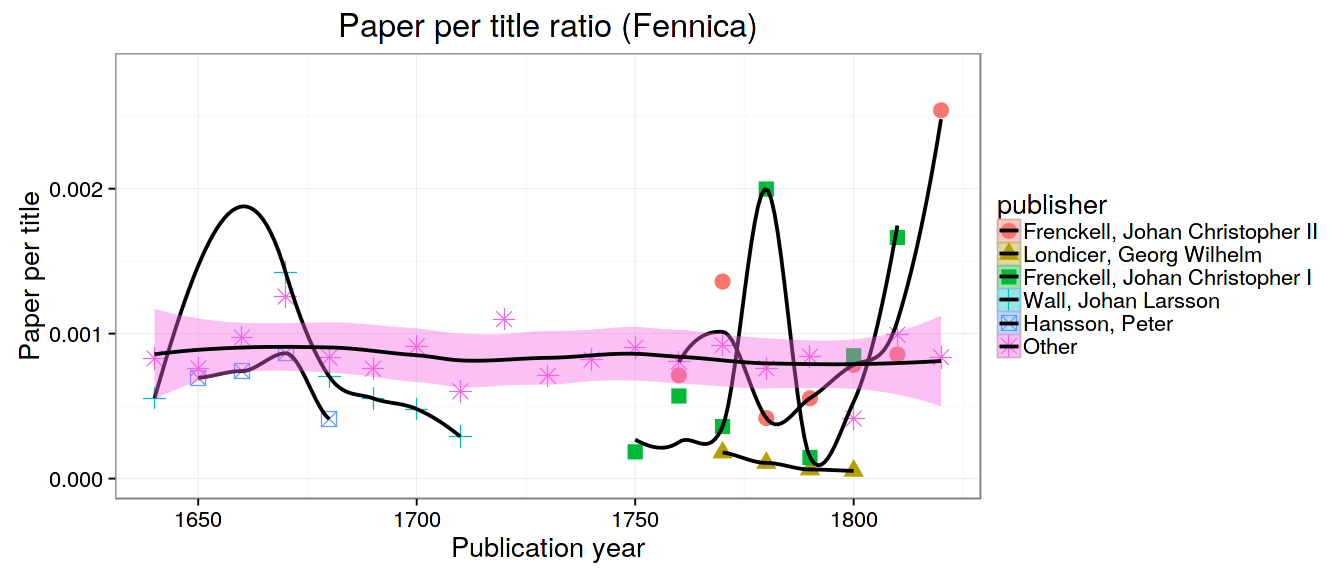 Paper per title ratio (Fennica)
Paper per title
0.002
0.001
0.000
1650
1700
1750
1800
Publication year
publisher
Frenckell, Johan Christopher II
Londicer, Georg Wilhelm
Frenckell, Johan Christopher I
Wall, Johan Larsson
Hansson, Peter
Other